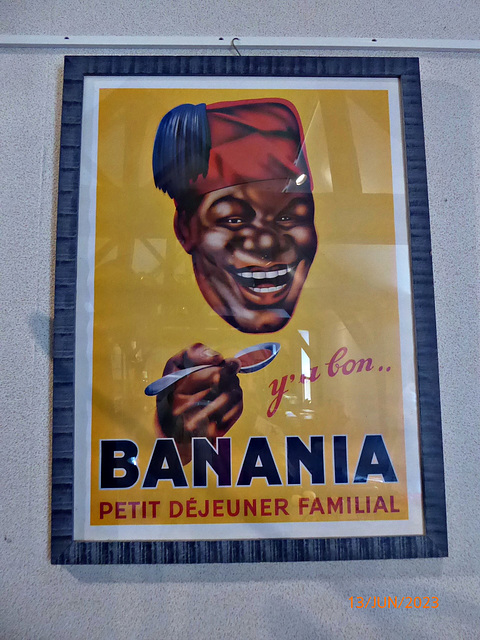 y'a bon..
BANANIA
PETIT DÉJEUNER FAMILIAL
13/JUN/2023